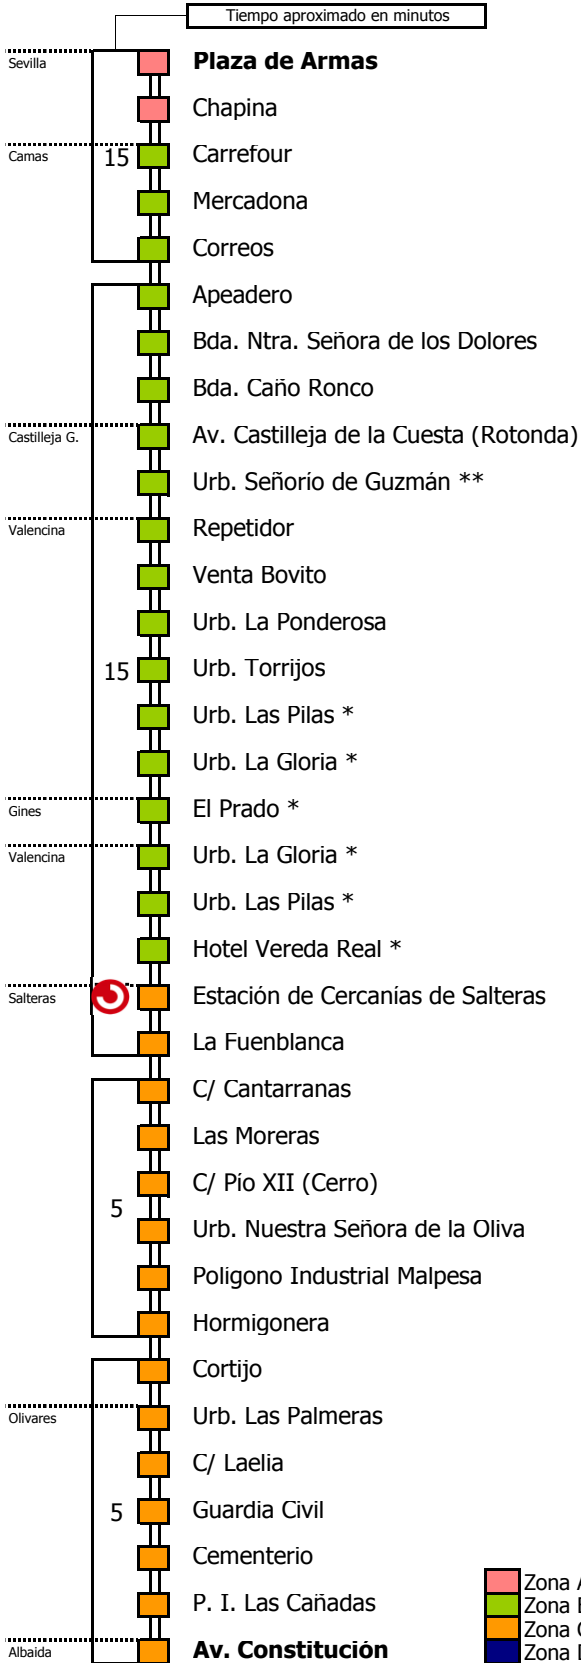 Tiempo aproximado en minutos
Sevilla
Plaza de Armas
Chapina
Camas
15
Carrefour
Mercadona
Correos
Apeadero
Bda. Ntra. Señora de los Dolores
Bda. Caño Ronco
Castilleja G.
Av. Castilleja de la Cuesta (Rotonda)
Urb. Señorío de Guzmán **
Valencina
Repetidor
Venta Bovito
Urb. La Ponderosa
15
Urb. Torrijos
Urb. Las Pilas *
Urb. La Gloria *
Gines
El Prado *
Valencina
Urb. La Gloria *
Urb. Las Pilas *
Hotel Vereda Real *
Salteras
Estación de Cercanías de Salteras
La Fuenblanca
C/ Cantarranas
Las Moreras
C/ Pío XII (Cerro)
5
Urb. Nuestra Señora de la Oliva
Poligono Industrial Malpesa
Hormigonera
Cortijo
Olivares
Urb. Las Palmeras
C/ Laelia
5
Guardia Civil
Cementerio
P. I. Las Cañadas
Albaida
Av. Constitución
Zona A
Zona
Zona
Zona